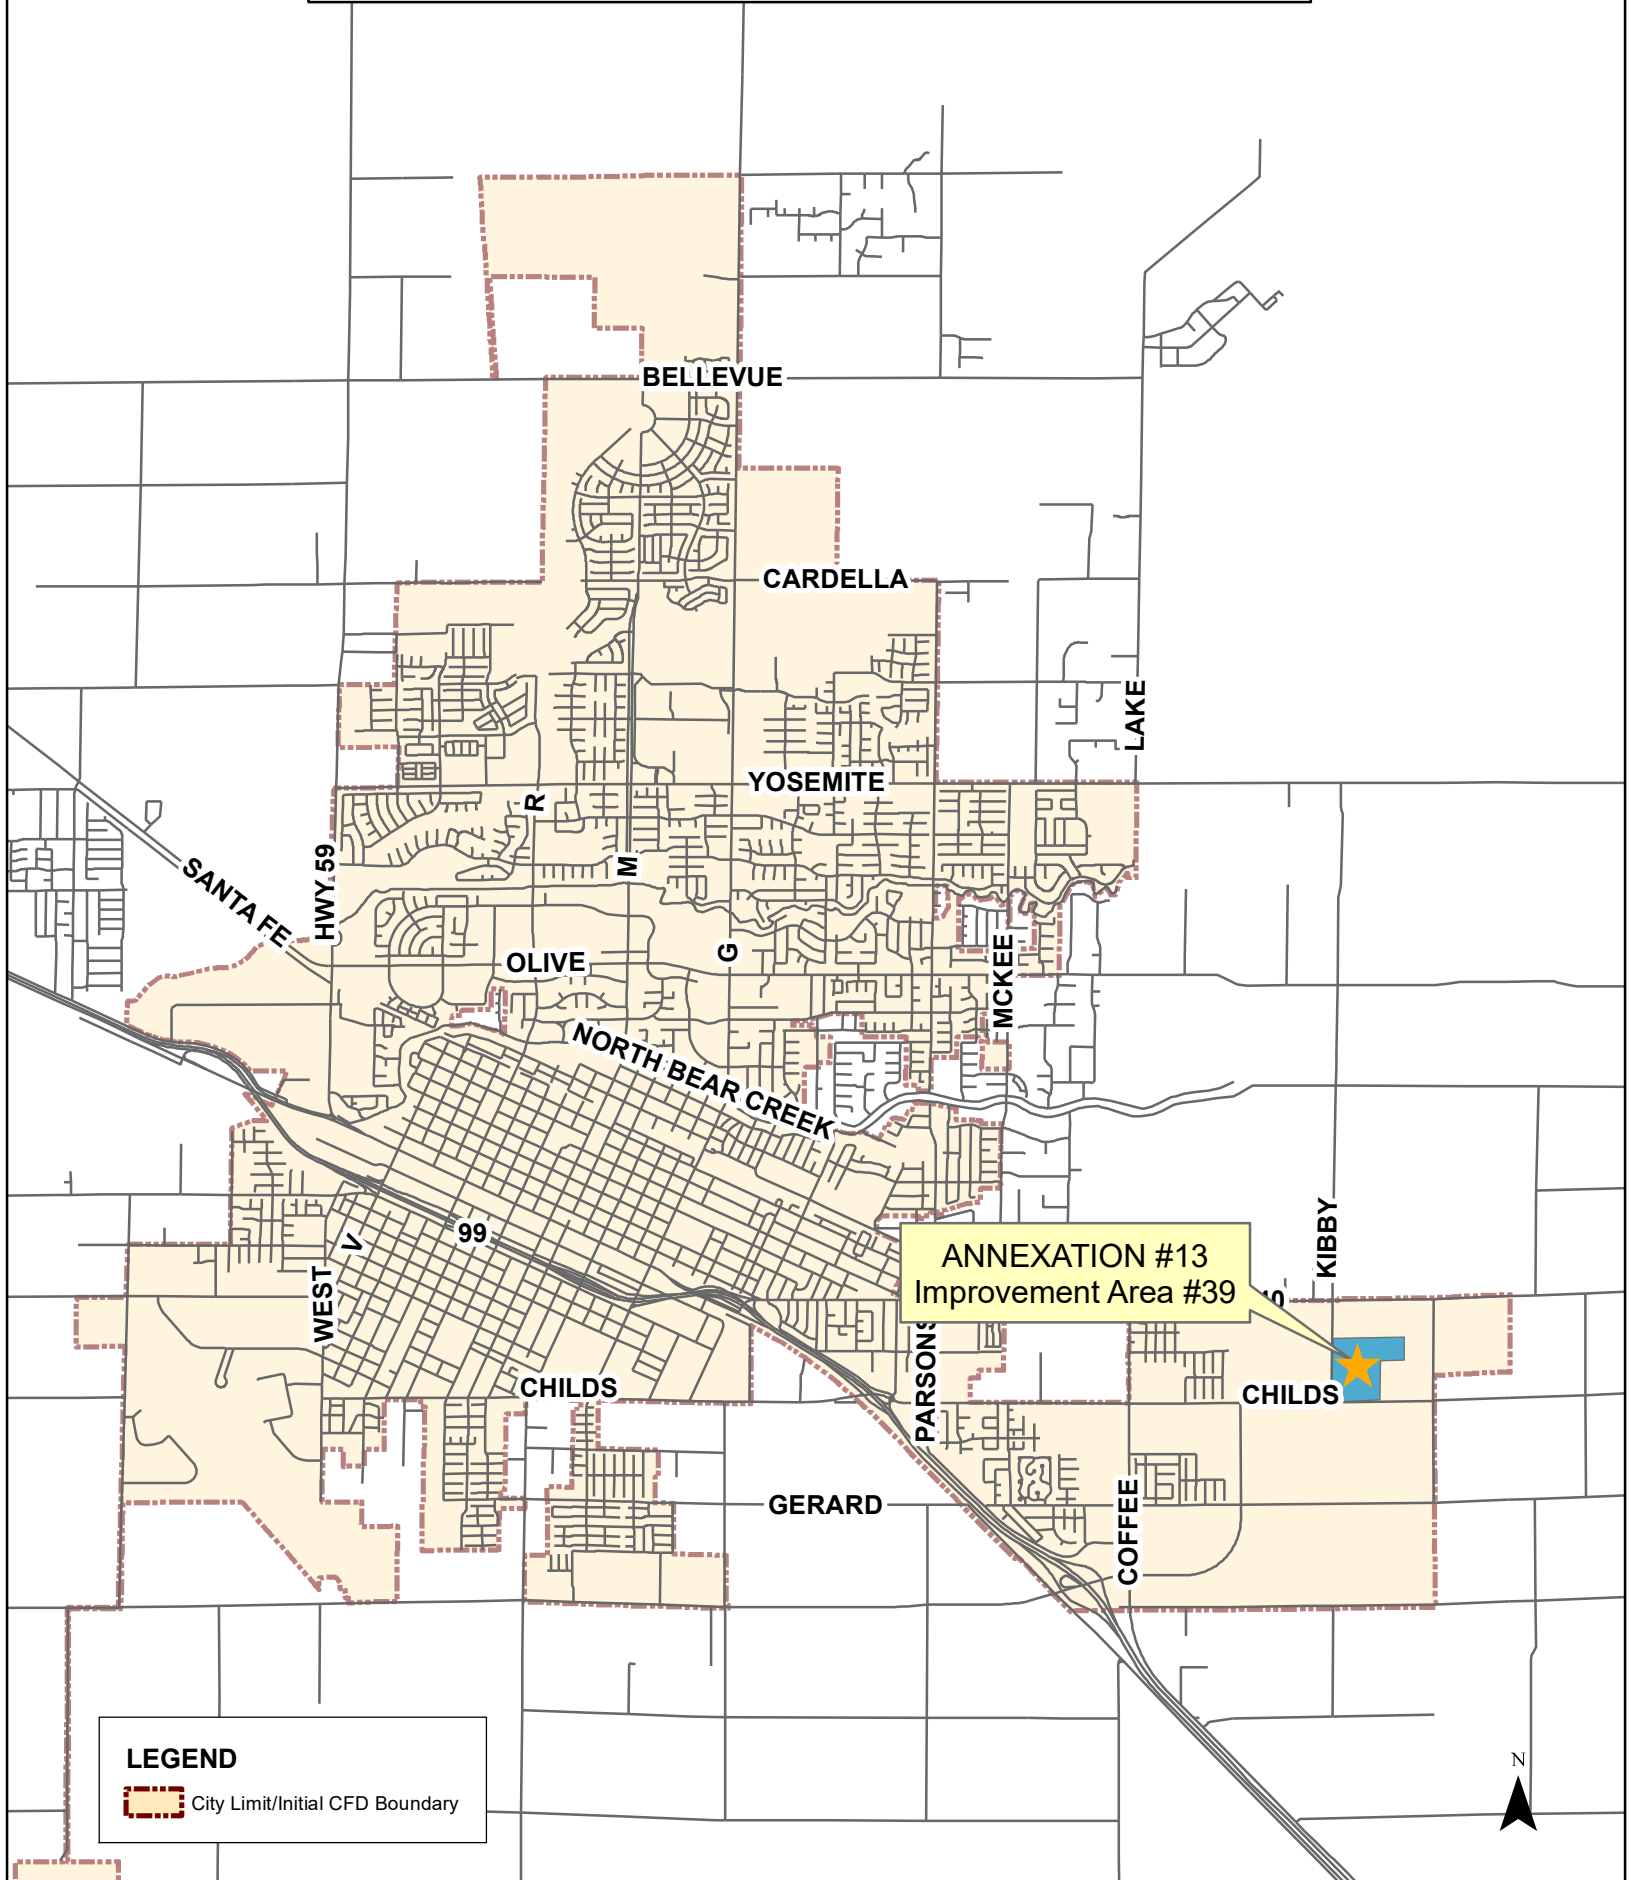 BELLEVUE
CARDELLA
LAKE
YOSEMITE
R
M
HWY 59
SANTA FE
G
OLIVE
MCKEE
NORTH BEAR CREEK
KIBBY
99
V
WEST
ANNEXATION #13
Improvement Area #39
PARSONS
CHILDS
CHILDS
GERARD
COFFEE
LEGEND
City Limit/Initial CFD Boundary
N